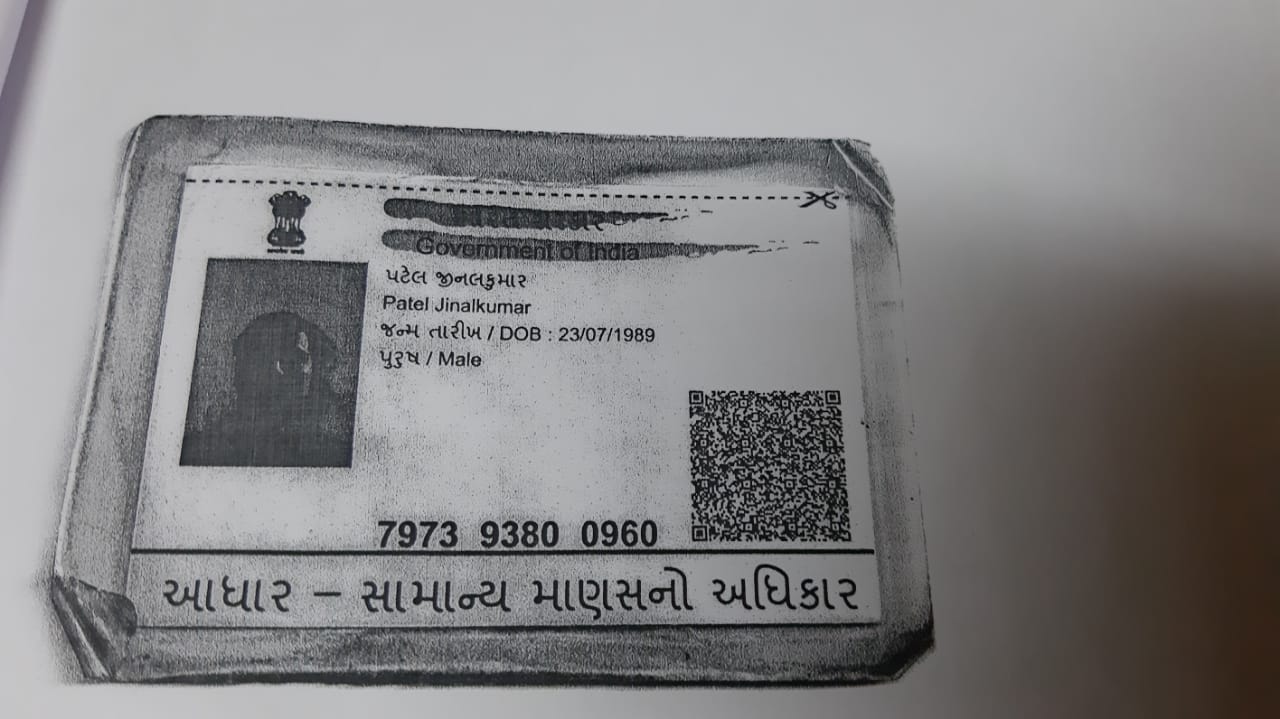 Government of India
પટેલ જીનલકુમાર
Patel Jinalkumar
જન્મ તારીખ / DOB : 23/07/1989
પુરુષ / Male
7973 9380 0960
આધાર – સામાન્ય માણસનો અધિકાર